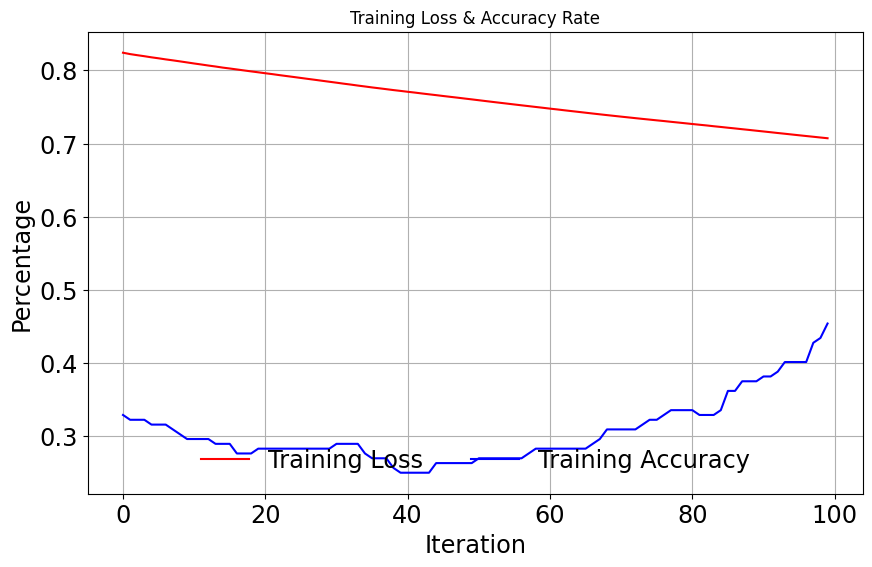 Training Loss & Accuracy Rate
Percentage
0.8
0.7
0.6
0.5
0.4
0.3
Training Loss Training Accuracy
0 20 40 60 80 100
Iteration